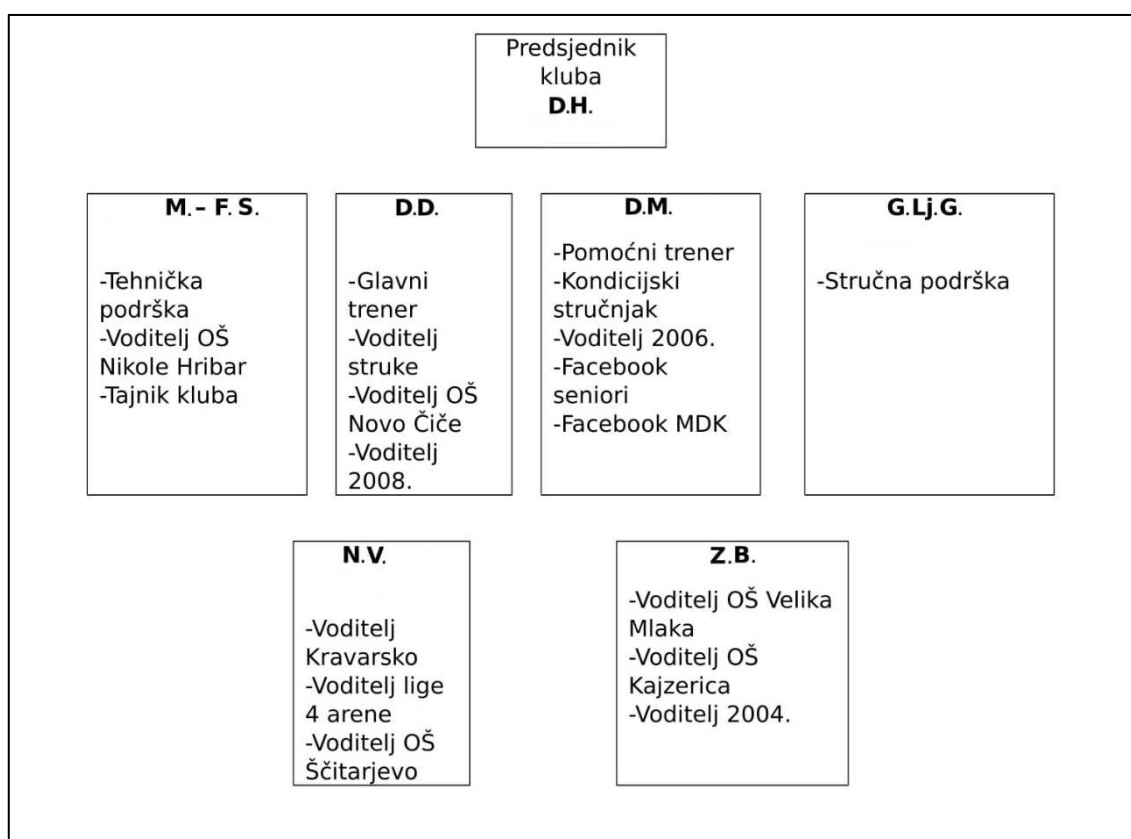 Predsjednik
kluba
D.H.
M. – F. S.
-Tehnička
podrška
-Voditelj OŠ
Nikole Hribar
-Tajnik kluba
D.D.
-Glavni
trener
-Voditelj
struke
-Voditelj OŠ
Novo Čiče
-Voditelj
2008.
D.M.
-Pomoćni trener
-Kondicijski
stručnjak
-Voditelj 2006.
-Facebook
seniori
-Facebook MDK
G.Lj.G.
-Stručna podrška
N.V.
-Voditelj
Kravarsko
-Voditelj lige
4 arene
-Voditelj OŠ
Ščitarjevo
Z.B.
-Voditelj OŠ Velika
Mlaka
-Voditelj OŠ
Kajzerica
-Voditelj 2004.